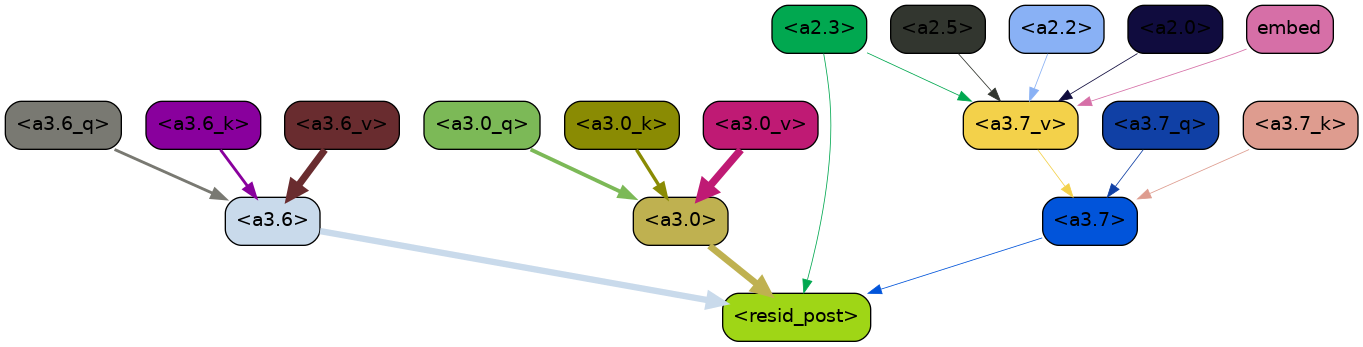 <a2.3>
<a2.5>
<a2.2>
<a2.0>
embed
<a3.6_q>
<a3.6_k>
<a3.6_v>
<a3.0_q>
<a3.0_k>
<a3.0_v>
<a3.7_v>
<a3.7_q>
<a3.7_k>
<a3.6>
<a3.0>
<a3.7>
<resid_post>